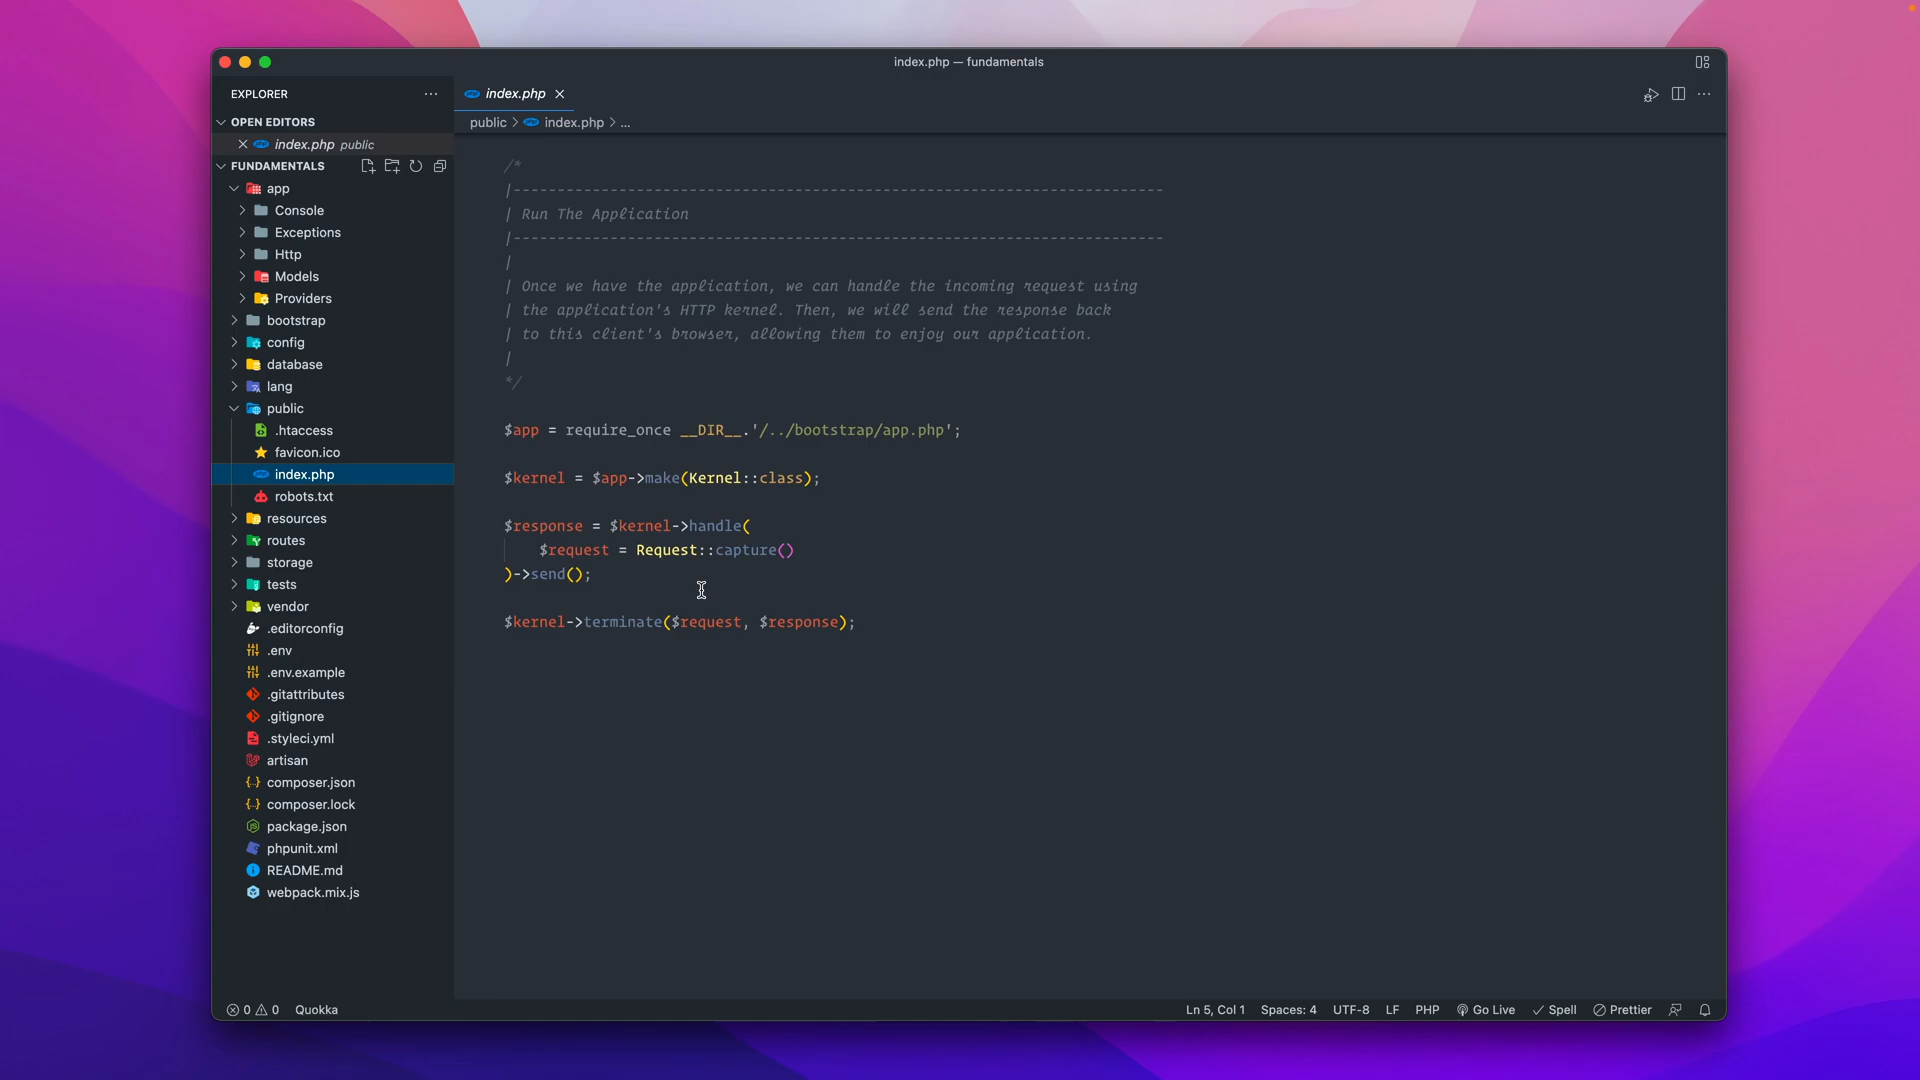 index.php — fundamentals
EXPLORER
OPEN EDITORS
index.php public
FUNDAMENTALS
app
Console
Exceptions
Http
Models
Providers
bootstrap
config
database
lang
public
.htaccess
favicon.ico
index.php
robots.txt
resources
routes
storage
tests
vendor
.editorconfig
.env
.env.example
.gitattributes
.gitignore
.styleci.yml
artisan
composer.json
composer.lock
package.json
phpunit.xml
README.md
webpack.mix.js
index.php
public > index.php > ...
/*
|--------------------------------------------------------------------------
| Run The Application
|--------------------------------------------------------------------------
|
| Once we have the application, we can handle the incoming request using
| the application's HTTP kernel. Then, we will send the response back
| to this client's browser, allowing them to enjoy our application.
|
*/
$app = require_once __DIR__.'/../bootstrap/app.php';
$kernel = $app->make(Kernel::class);
$response = $kernel->handle(
    $request = Request::capture()
)->send();
$kernel->terminate($request, $response);
0 0 Quokka Ln 5, Col 1 Spaces: 4 UTF-8 LF PHP Go Live Spell Prettier